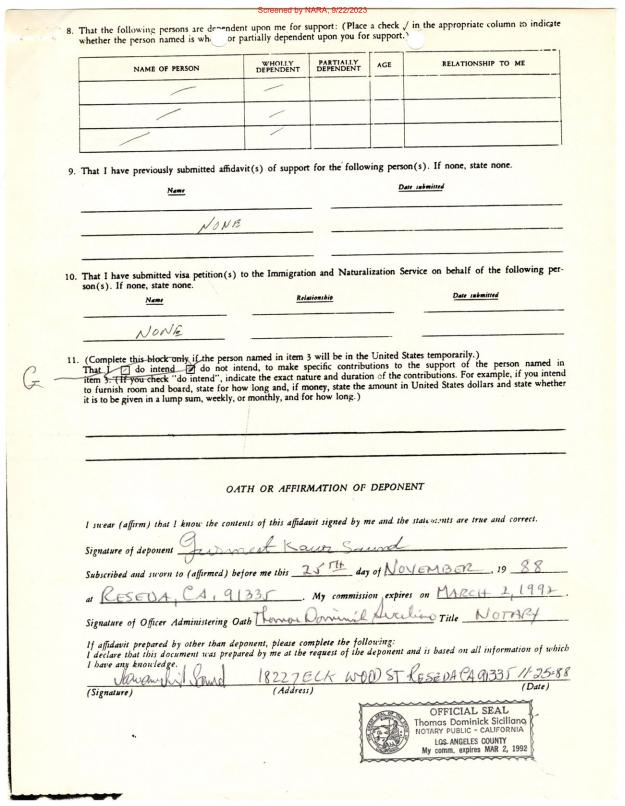 Screened by NARA, 9/22/2023
8. That the following persons are dependent upon me for support: (Place a check √ in the appropriate column to indicate
whether the person named is wh or partially dependent upon you for support.)
NAME OF PERSON WHOLLY DEPENDENT PARTIALLY DEPENDENT AGE RELATIONSHIP TO ME
9. That I have previously submitted affidavit(s) of support for the following person(s). If none, state none.
Name Date submitted
NONE
10. That I have submitted visa petition(s) to the Immigration and Naturalization Service on behalf of the following per-
son(s). If none, state none.
Name Relationship Date submitted
NONE
11. (Complete this block only if the person named in item 3 will be in the United States temporarily.)
That I ☐ do intend ☑ do not intend, to make specific contributions to the support of the person named in
G item 3. (If you check "do intend", indicate the exact nature and duration of the contributions. For example, if you intend
to furnish room and board, state for how long and, if money, state the amount in United States dollars and state whether
it is to be given in a lump sum, weekly, or monthly, and for how long.)
OATH OR AFFIRMATION OF DEPONENT
I swear (affirm) that I know the contents of this affidavit signed by me and the statements are true and correct.
Signature of deponent Gurmeet Kaur Saund
Subscribed and sworn to (affirmed) before me this 25TH day of NOVEMBER, 19 88
at RESEDA, CA, 91335. My commission expires on MARCH 2, 1992
Signature of Officer Administering Oath Thomas Dominick Siciliano Title NOTARY
If affidavit prepared by other than deponent, please complete the following:
I declare that this document was prepared by me at the request of the deponent and is based on all information of which
I have any knowledge.
Saund 18227 ELK WOOD ST RESEDA CA 91335 11-25-88
(Signature) (Address) (Date)
OFFICIAL SEAL
Thomas Dominick Siciliano
NOTARY PUBLIC - CALIFORNIA
LOS ANGELES COUNTY
My comm. expires MAR 2, 1992